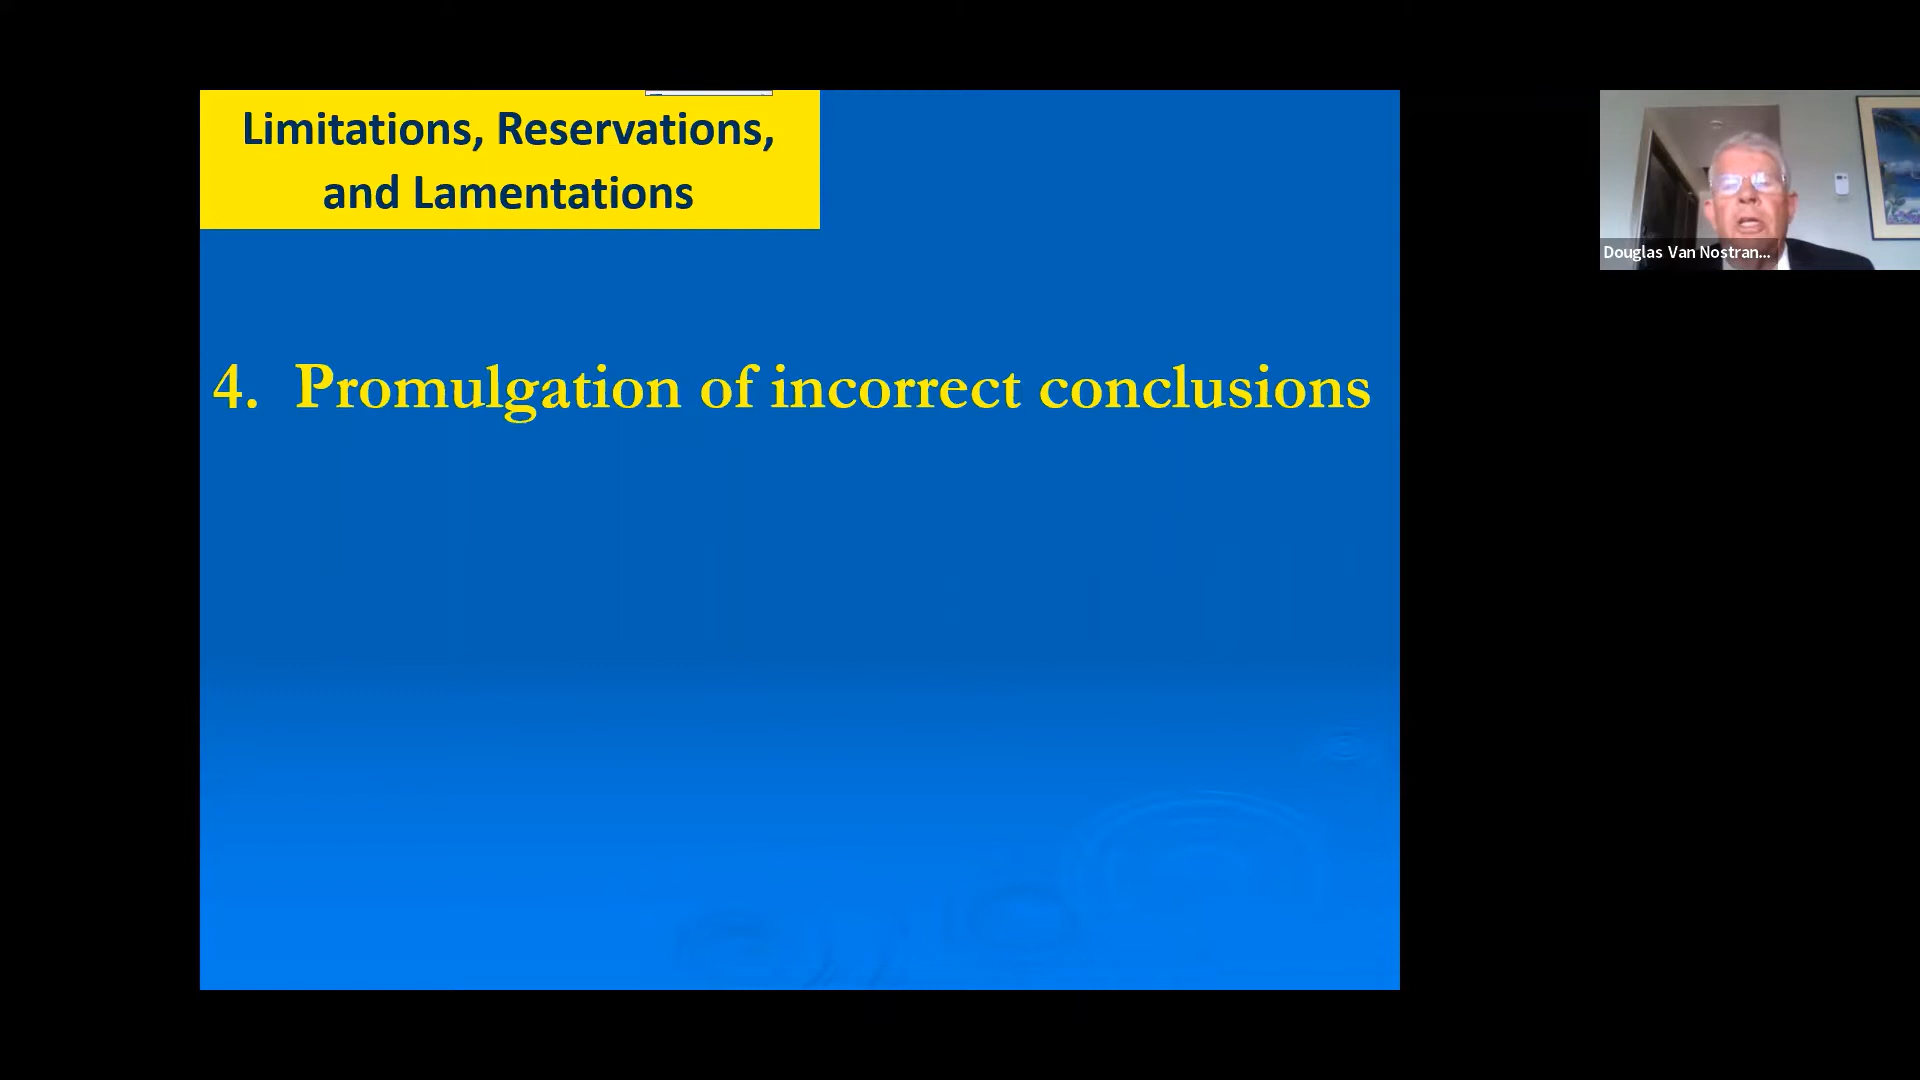 Limitations, Reservations,
and Lamentations
4. Promulgation of incorrect conclusions
Douglas Van Nostran...